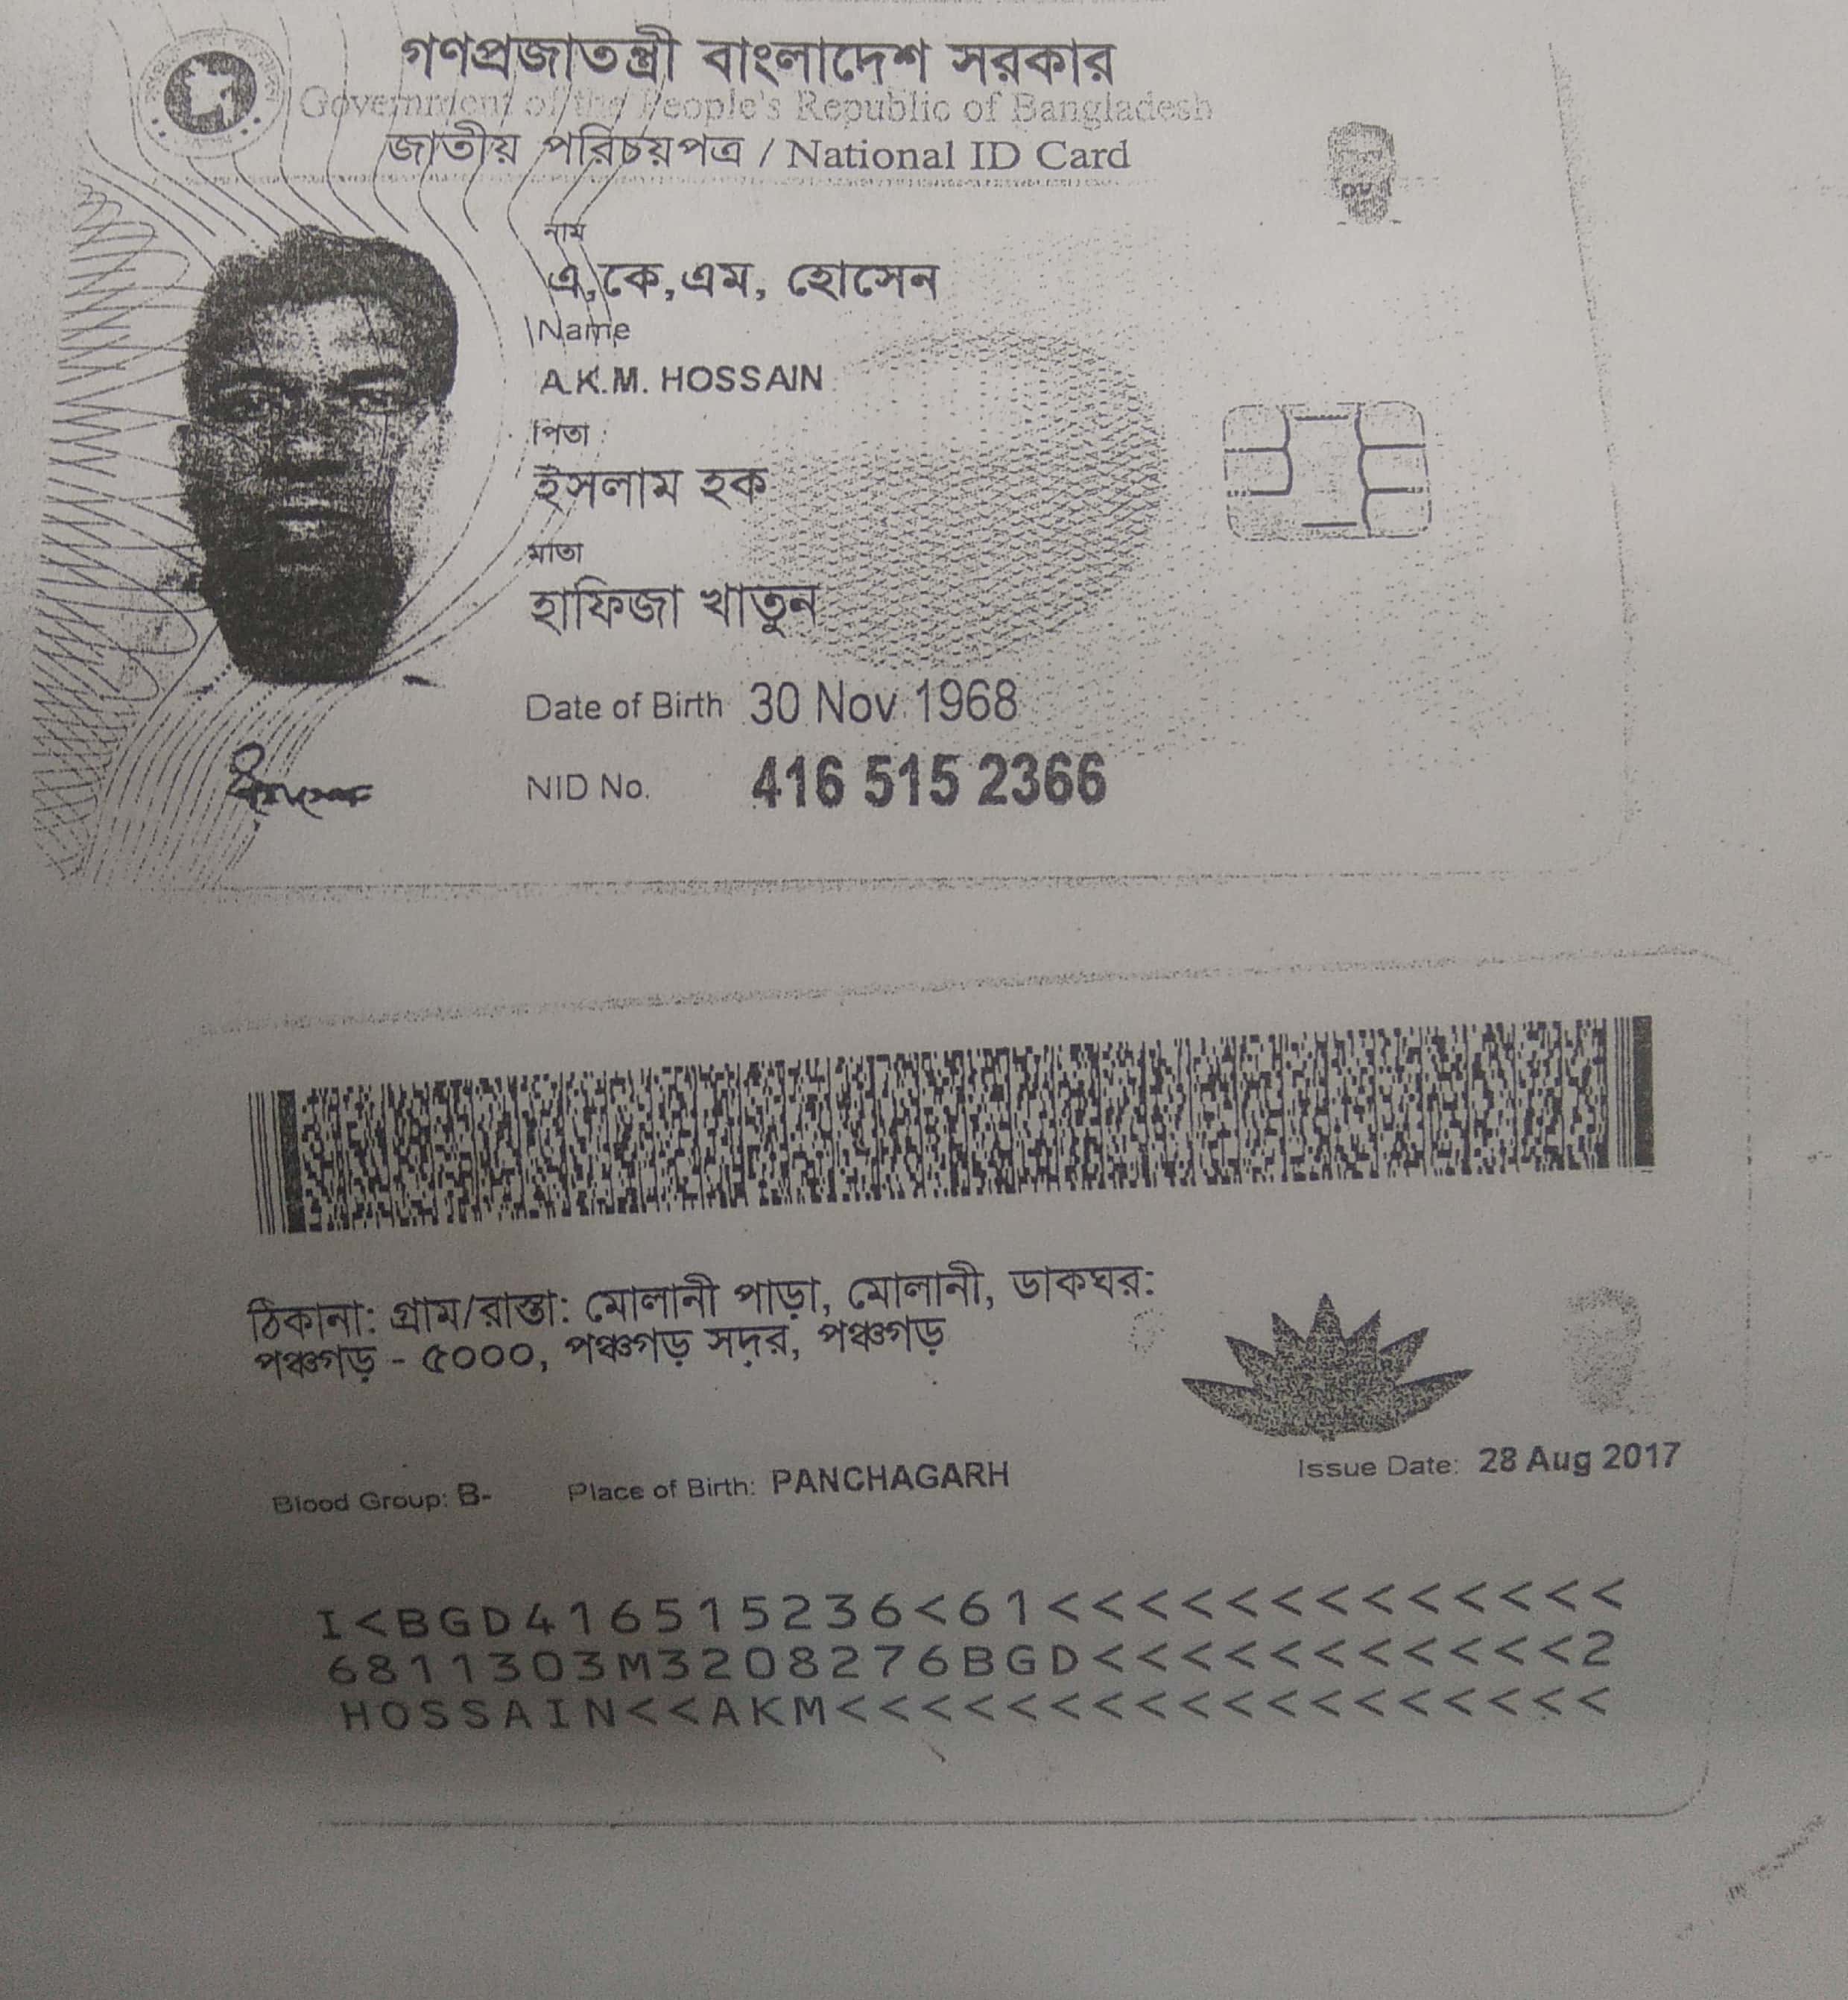 গণপ্রজাতন্ত্রী বাংলাদেশ সরকার
Government of the People's Republic of Bangladesh
জাতীয় পরিচয়পত্র / National ID Card
নাম
এ,কে,এম, হোসেন
Name
A.K.M. HOSSAIN
পিতা
ইসলাম হক
মাতা
হাফিজা খাতুন
Date of Birth 30 Nov 1968
NID No. 416 515 2366
ঠিকানা: গ্রাম/রাস্তা: মোলানী পাড়া, মোলানী, ডাকঘর:
পঞ্চগড় - ৫০০০, পঞ্চগড় সদর, পঞ্চগড়
Blood Group: B- Place of Birth: PANCHAGARH Issue Date: 28 Aug 2017
I<BGD416515236<61<<<<<<<<<<<<<
6811303M3208276BGD<<<<<<<<<<<2
HOSSAIN<<AKM<<<<<<<<<<<<<<<<<<